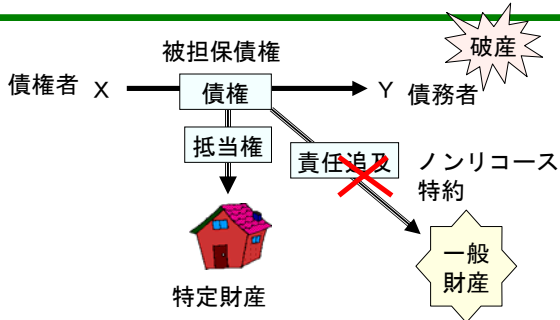 破産
被担保債権
債権者 X
債権
Y 債務者
抵当権
責任追及
ノンリコース
特約
一般
財産
特定財産